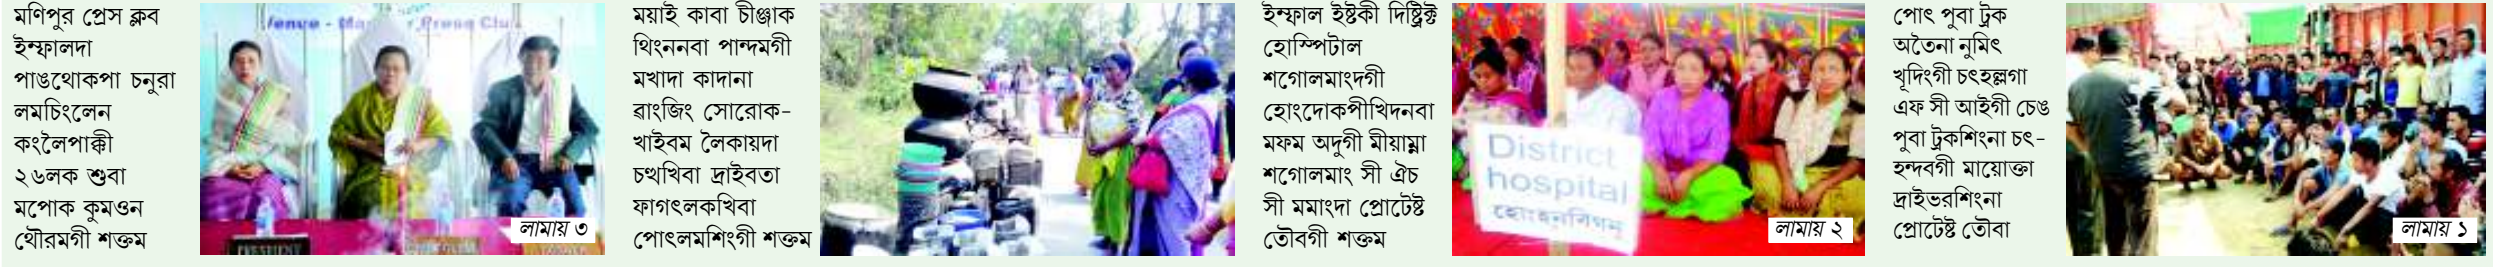 মণিপুর প্রেস ক্লব
ইম্ফালদা
পাঙথোকপা চনুরা
লমচিংলেন
কংলৈপাক্কী
২৬লক শুবা
মপোক কুমওন
থৌরমগী শক্তম
লামায় ৩
ময়াই কাবা চীঞ্জাক
থিংননবা পান্দমগী
মখাদা কাদানা
ৱাংজিং সোরোক-
খাইবম লৈকায়দা
চত্থখিবা দ্রাইবতা
ফাগৎলকখিবা
পোৎলমশিংগী শক্তম
ইম্ফাল ইষ্টকী দিষ্ট্রিক্ট
হোস্পিটাল
শগোলমাংদগী
হোংদোকপীখিদনবা
মফম অদুগী মীয়াম্না
শগোলমাং সী ঐচ
সী মমাংদা প্রোটেষ্ট
তৌবগী শক্তম
District
hospital
লামায় ২
পোৎ পুবা ট্রক
অতৈনা নুমিৎ
খূদিংগী চৎহল্লগা
এফ সী আইগী চেঙ
পুবা ট্রকশিংনা চৎ-
হন্দবগী মায়োক্তা
দ্রাইভরশিংনা
প্রোটেষ্ট তৌবা
লামায় ১